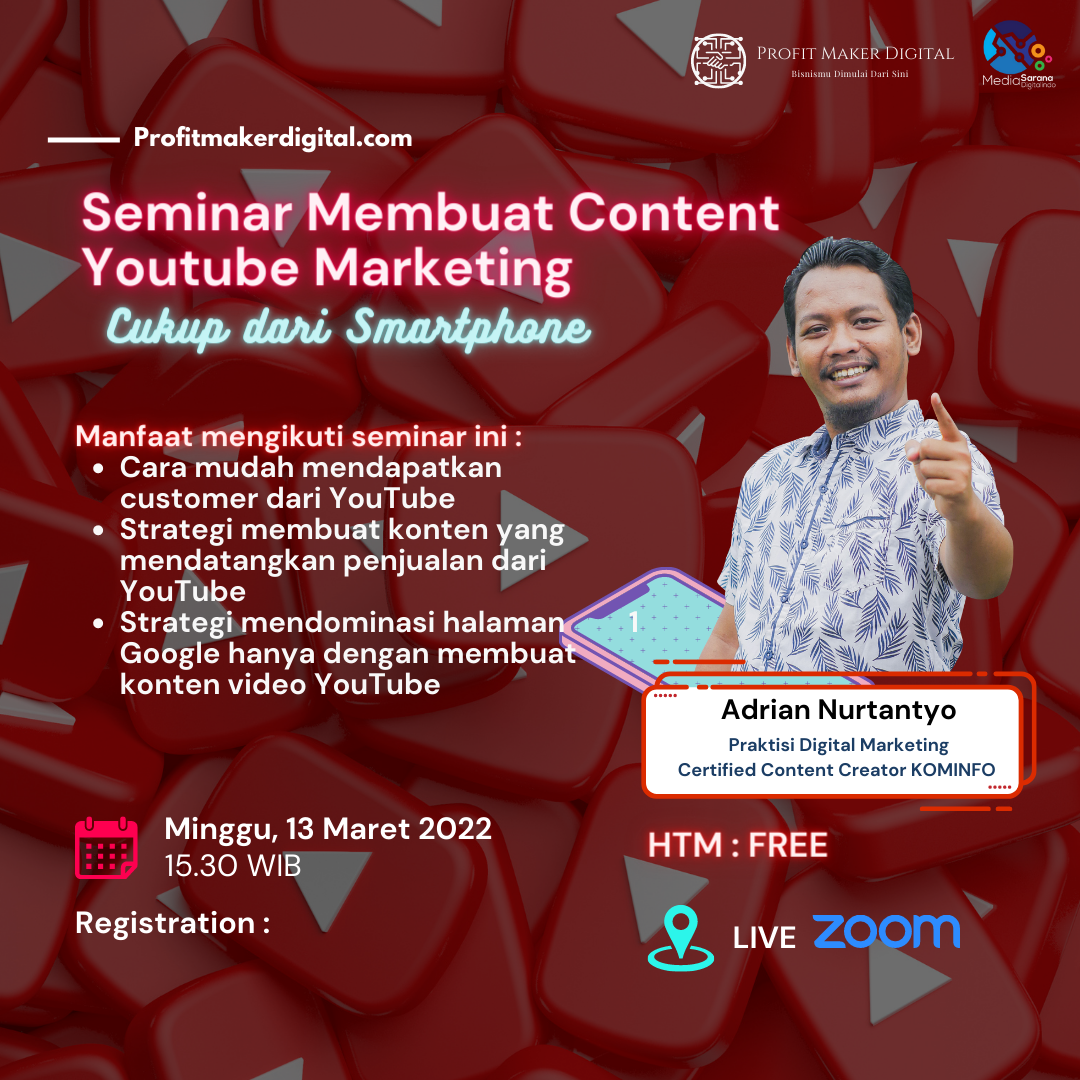 PROFIT MAKER DIGITAL
Bisnismu Dimulai Dari Sini
MediaSarana
Digitalindo
Profitmakerdigital.com
Seminar Membuat Content
Youtube Marketing
Cukup dari Smartphone
Manfaat mengikuti seminar ini :
• Cara mudah mendapatkan
customer dari YouTube
• Strategi membuat konten yang
mendatangkan penjualan dari
YouTube
• Strategi mendominasi halaman
Google hanya dengan membuat
konten video YouTube
1
Adrian Nurtantyo
Praktisi Digital Marketing
Certified Content Creator KOMINFO
Minggu, 13 Maret 2022
15.30 WIB
Registration :
HTM : FREE
LIVE zoom